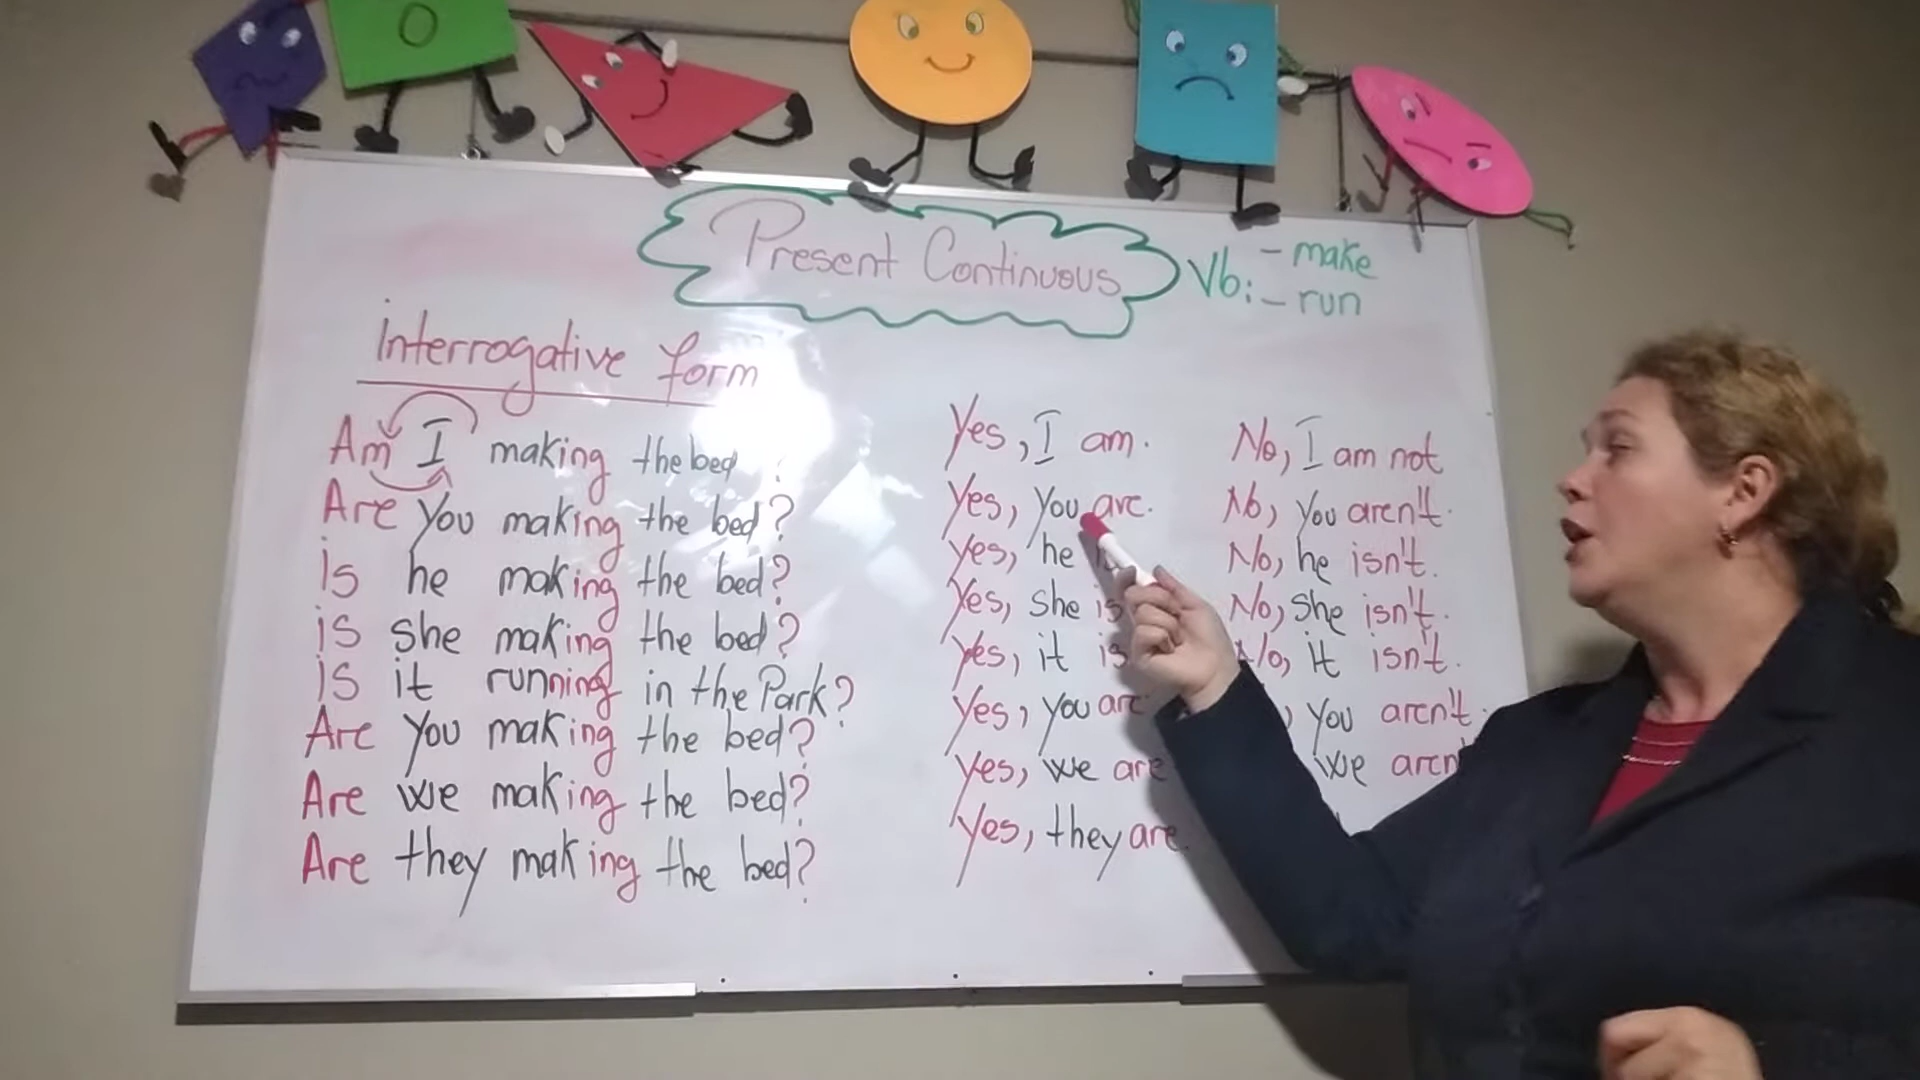 Present Continuous
Vb: - make
- run
Interrogative form
Am I making the bed ?
Are you making the bed?
Is he making the bed?
is she making the bed?
is it running in the Park?
Are you making the bed?
Are we making the bed?
Are they making the bed?
Yes, I am.
Yes, you are.
yes, he
Yes, she is
yes, it is
Yes, you are.
yes, we are
yes, they are.
No, I am not
No, you aren't.
No, he isn't.
No, she isn't.
No, it isn't.
, you aren't.
we aren'